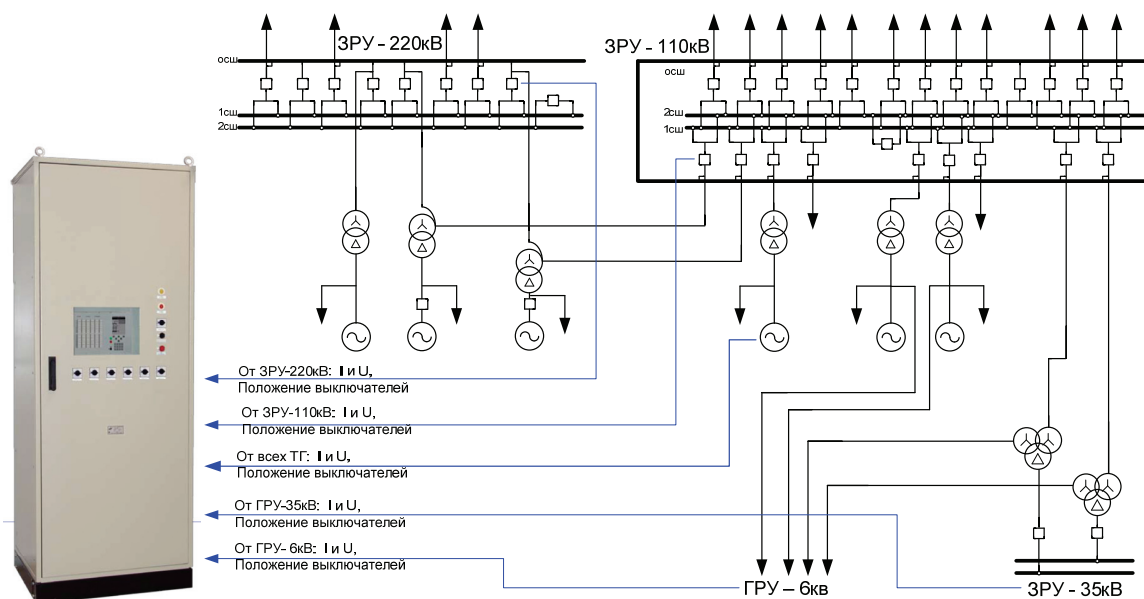 ЗРУ - 220кВ
ЗРУ - 110кВ
осш
осш
1сш
2сш
2сш
1сш
От ЗРУ-220кВ: I и U,
Положение выключателей
От ЗРУ-110кВ: I и U,
Положение выключателей
От всех ТГ: I и U,
Положение выключателей
От ГРУ-35кВ: I и U,
Положение выключателей
От ГРУ- 6кВ: I и U,
Положение выключателей
ГРУ – 6кв
ЗРУ - 35кВ